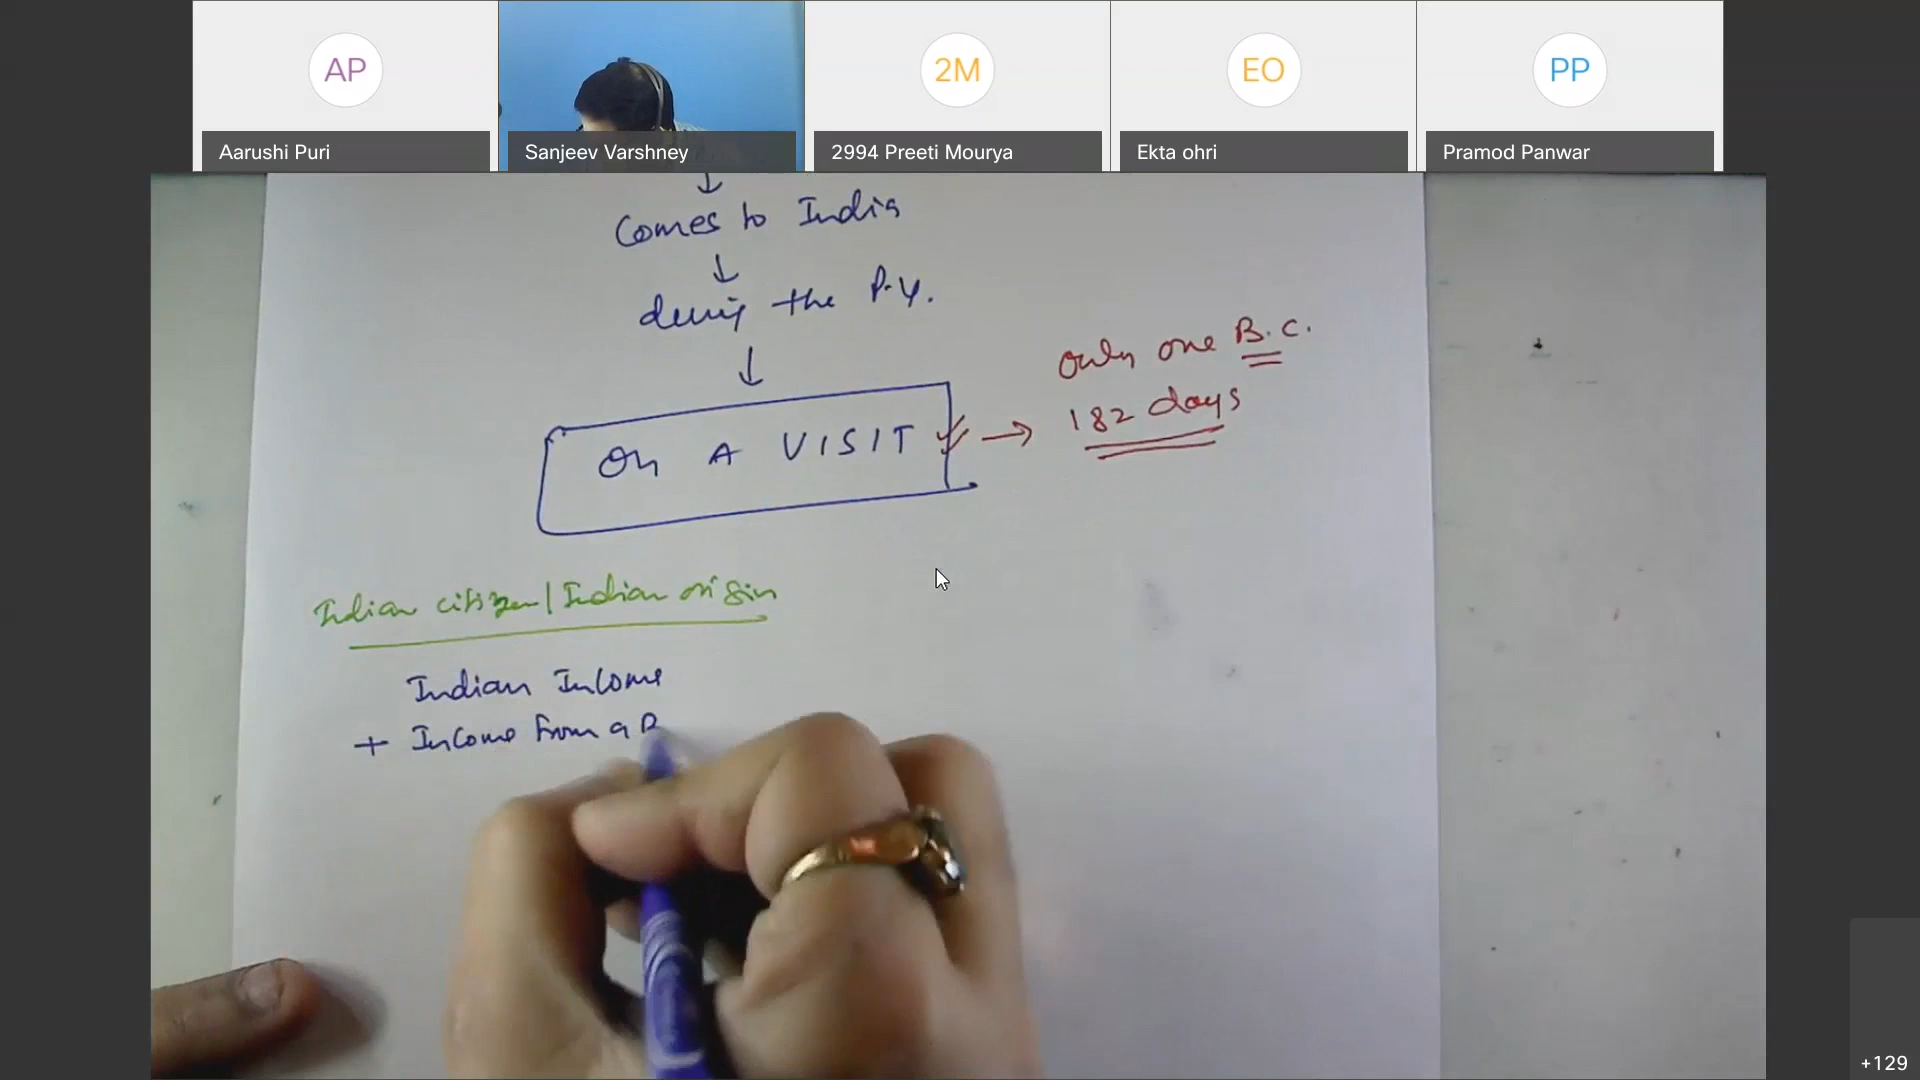 AP
2M
EO
PP
Aarushi Puri
Sanjeev Varshney
2994 Preeti Mourya
Ekta ohri
Pramod Panwar
Comes to India
during the P.Y.
On A VISIT
only one B.C.
182 days
Indian citizen/Indian origin
Indian Income
+ Income from a B
+129